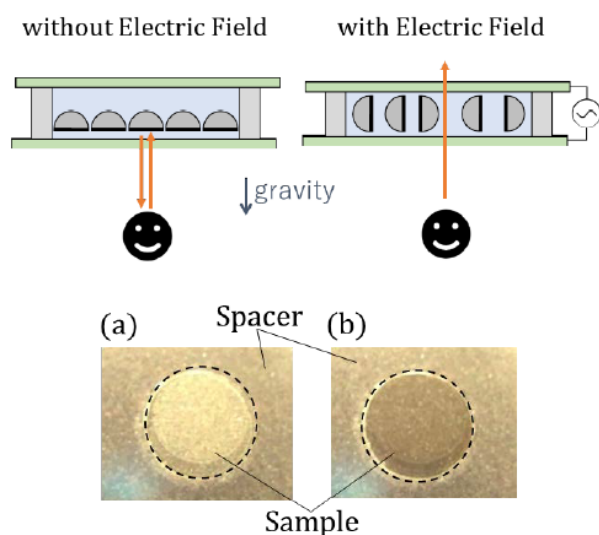 without Electric Field
with Electric Field
gravity
(a)
Spacer
(b)
Sample